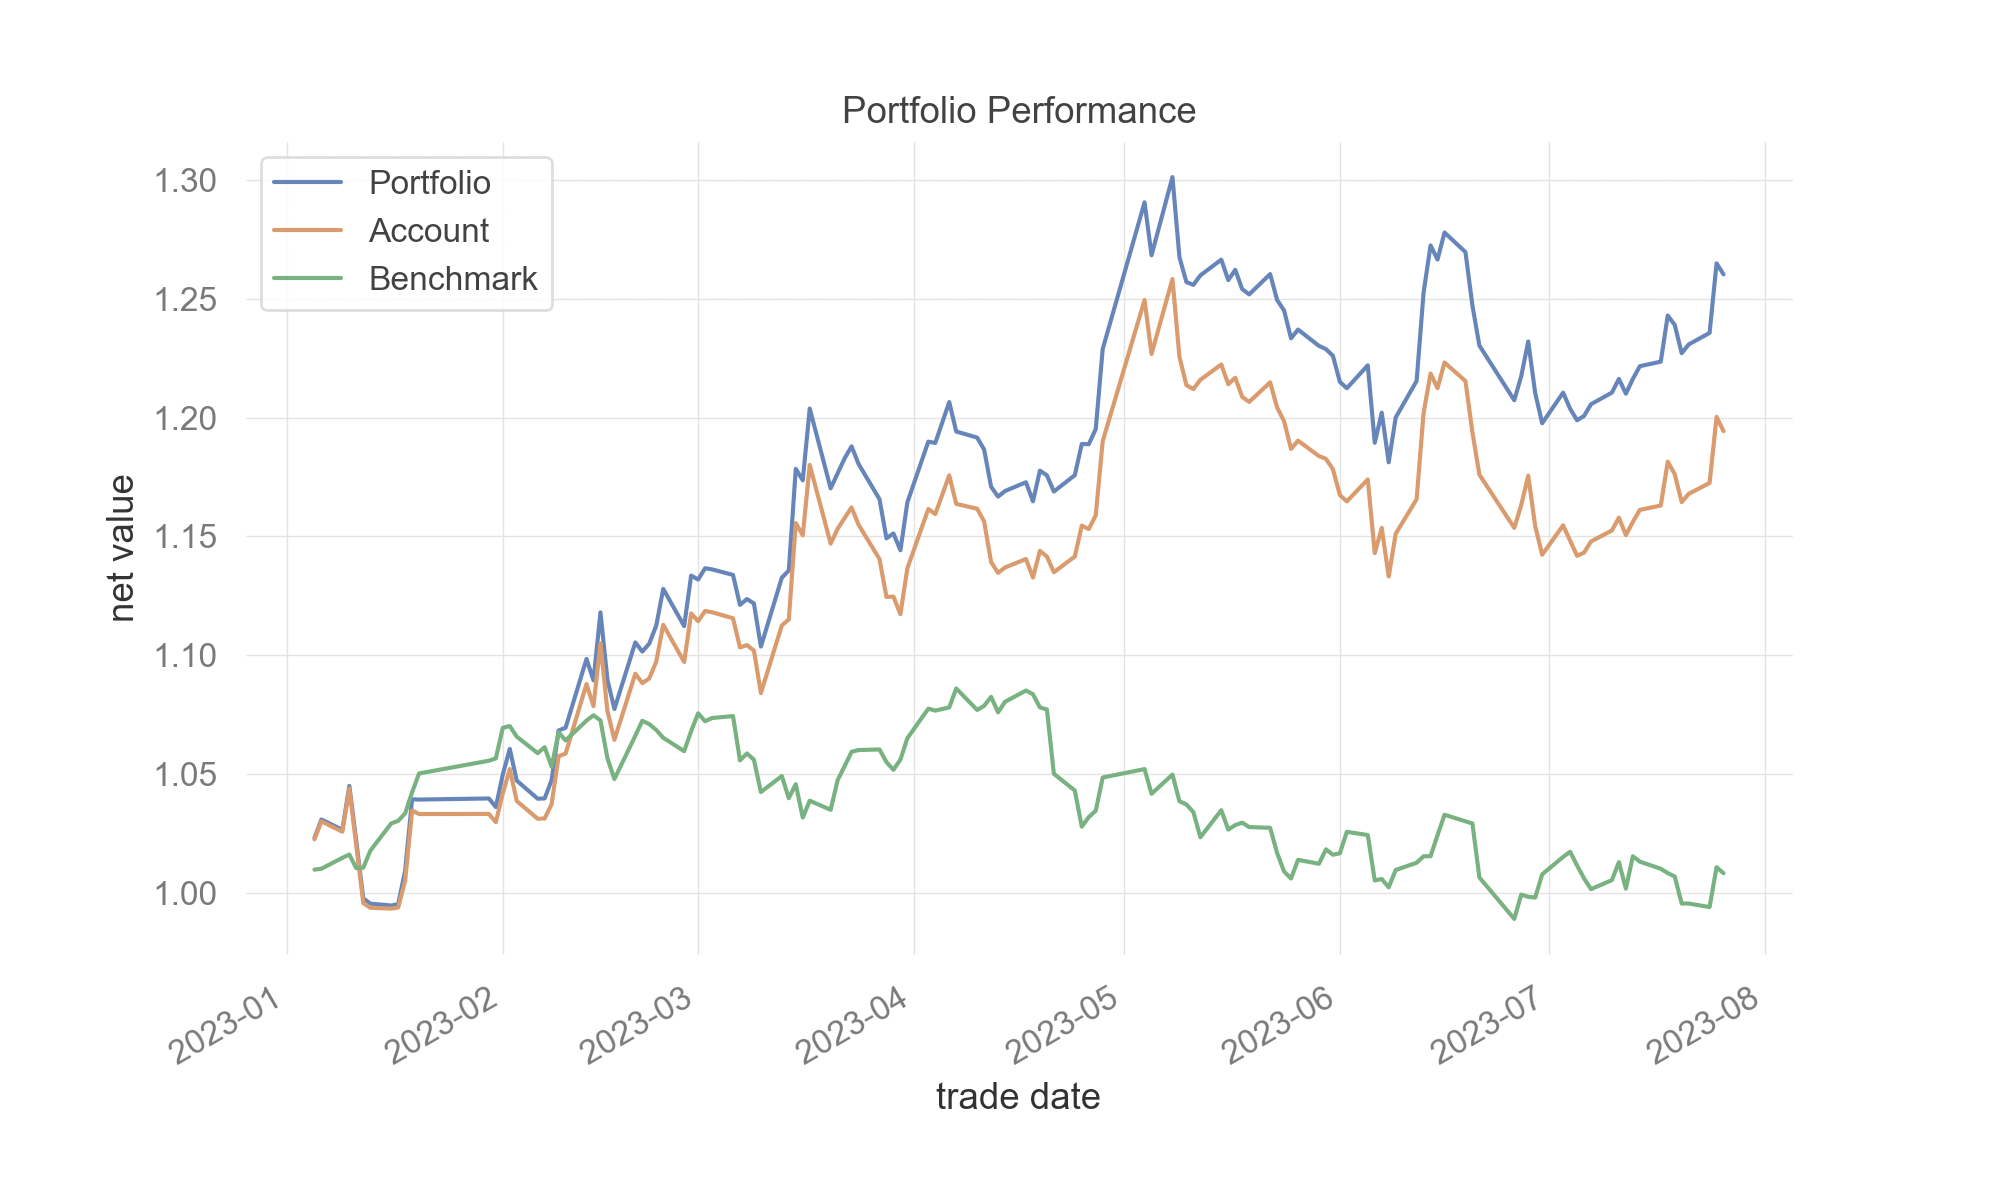 Portfolio Performance
Portfolio
Account
Benchmark
1.30
1.25
1.20
1.15
1.10
1.05
1.00
net value
2023-01
2023-02
2023-03
2023-04
2023-05
2023-06
2023-07
2023-08
trade date